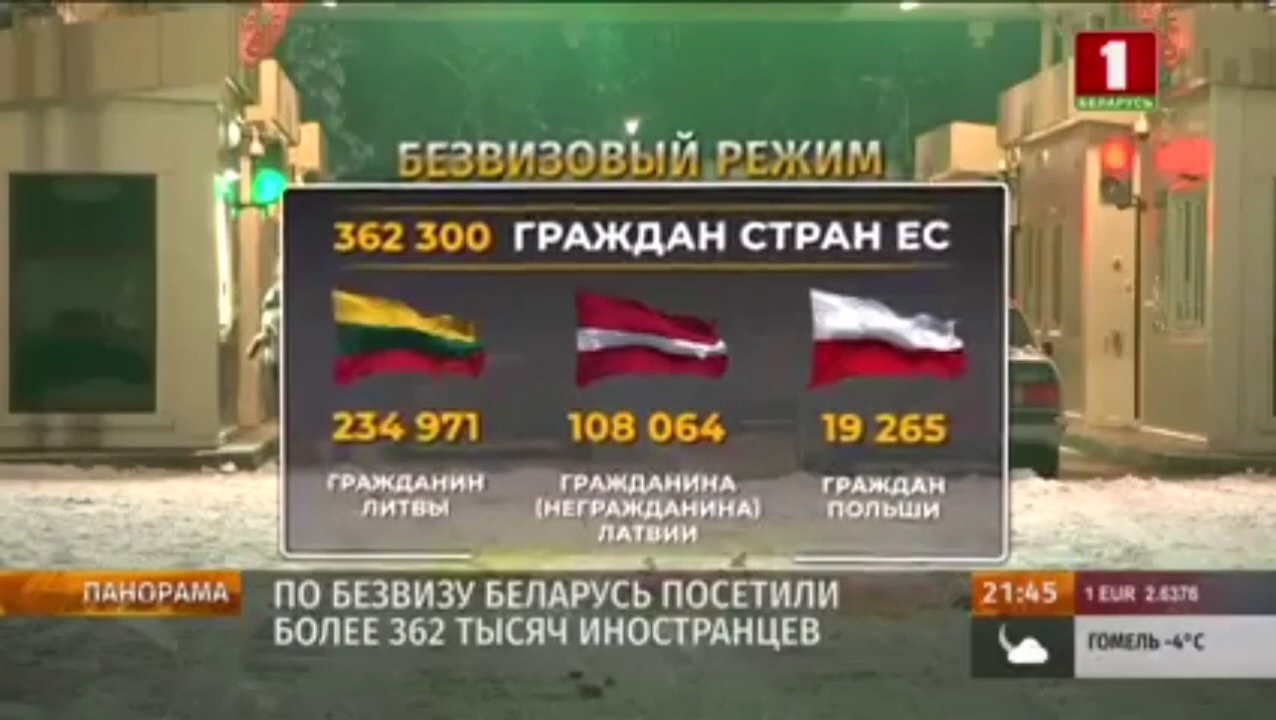 1
БЕЛАРУСЬ
БЕЗВИЗОВЫЙ РЕЖИМ
362 300 ГРАЖДАН СТРАН ЕС
234 971
108 064
19 265
ГРАЖДАНИН
ЛИТВЫ
ГРАЖДАНИНА
(НЕГРАЖДАНИНА)
ЛАТВИИ
ГРАЖДАН
ПОЛЬШИ
ПАНОРАМА
ПО БЕЗВИЗУ БЕЛАРУСЬ ПОСЕТИЛИ
БОЛЕЕ 362 ТЫСЯЧ ИНОСТРАНЦЕВ
21:45
1 EUR 2.6376
ГОМЕЛЬ -4°C